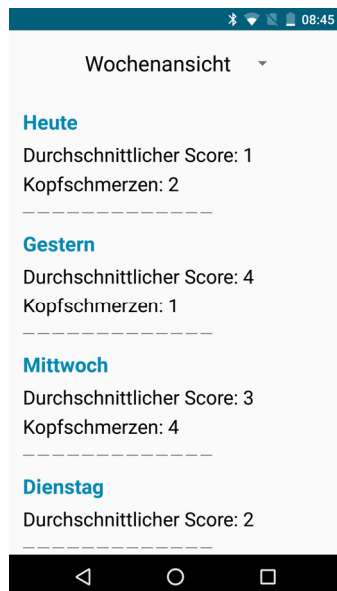 08:45
Wochenansicht
Heute
Durchschnittlicher Score: 1
Kopfschmerzen: 2
_ _ _ _ _ _ _ _ _ _ _ _ _
Gestern
Durchschnittlicher Score: 4
Kopfschmerzen: 1
_ _ _ _ _ _ _ _ _ _ _ _ _
Mittwoch
Durchschnittlicher Score: 3
Kopfschmerzen: 4
_ _ _ _ _ _ _ _ _ _ _ _ _
Dienstag
Durchschnittlicher Score: 2
_ _ _ _ _ _ _ _ _ _ _ _ _